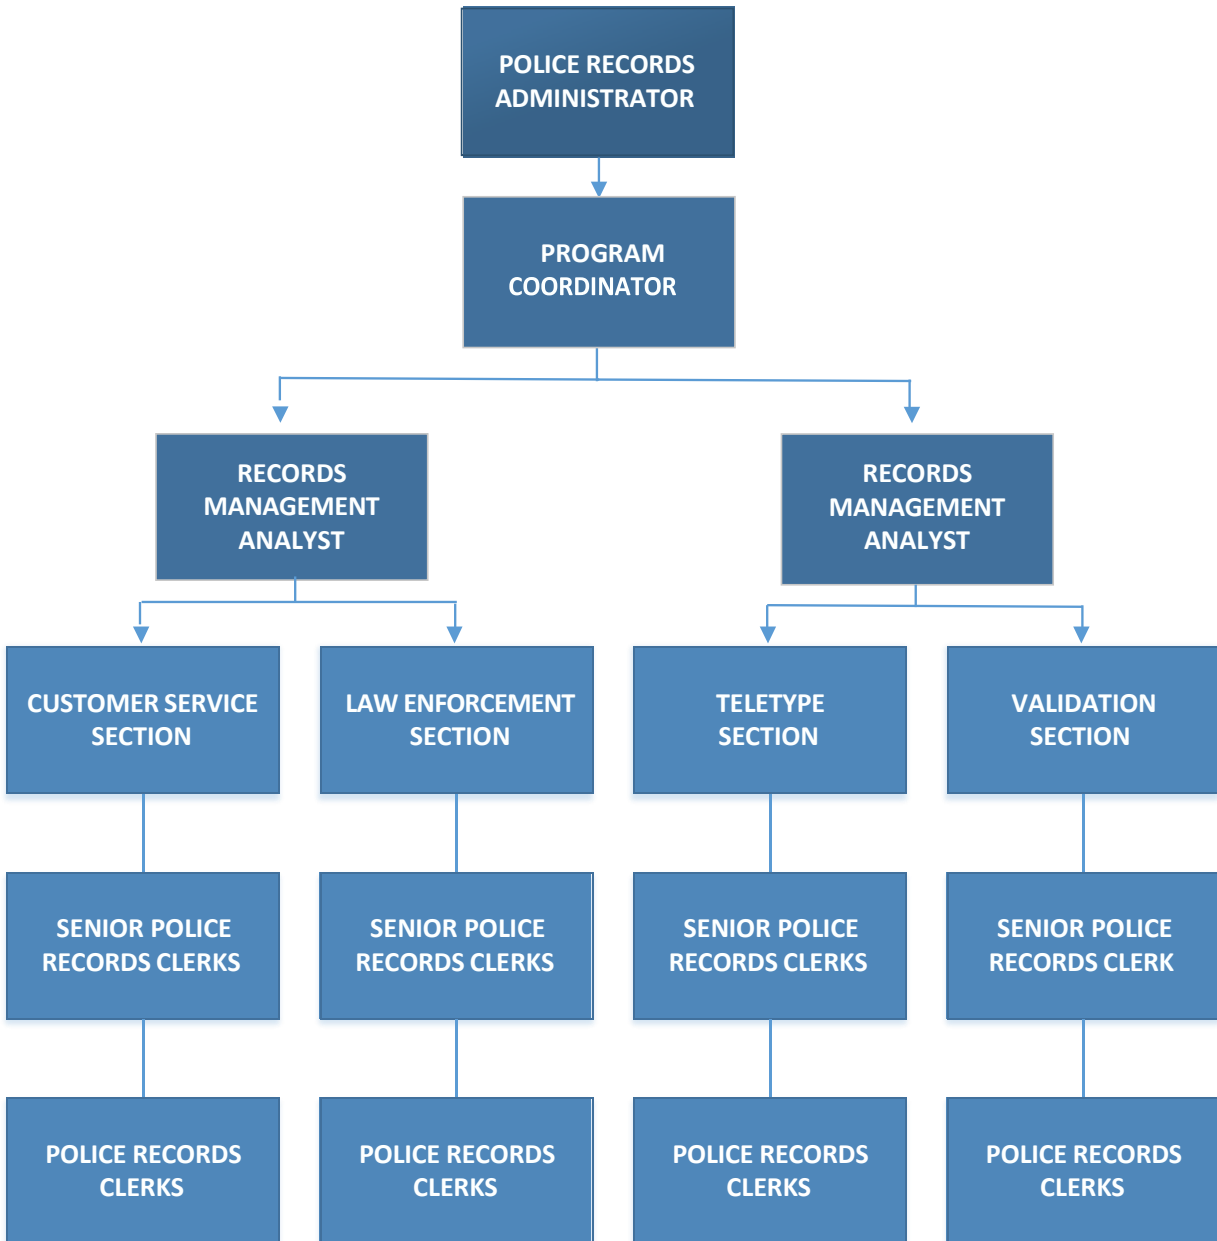 POLICE RECORDS
ADMINISTRATOR
PROGRAM
COORDINATOR
RECORDS
MANAGEMENT
ANALYST
RECORDS
MANAGEMENT
ANALYST
CUSTOMER SERVICE
SECTION
LAW ENFORCEMENT
SECTION
TELETYPE
SECTION
VALIDATION
SECTION
SENIOR POLICE
RECORDS CLERKS
SENIOR POLICE
RECORDS CLERKS
SENIOR POLICE
RECORDS CLERKS
SENIOR POLICE
RECORDS CLERK
POLICE RECORDS
CLERKS
POLICE RECORDS
CLERKS
POLICE RECORDS
CLERKS
POLICE RECORDS
CLERKS